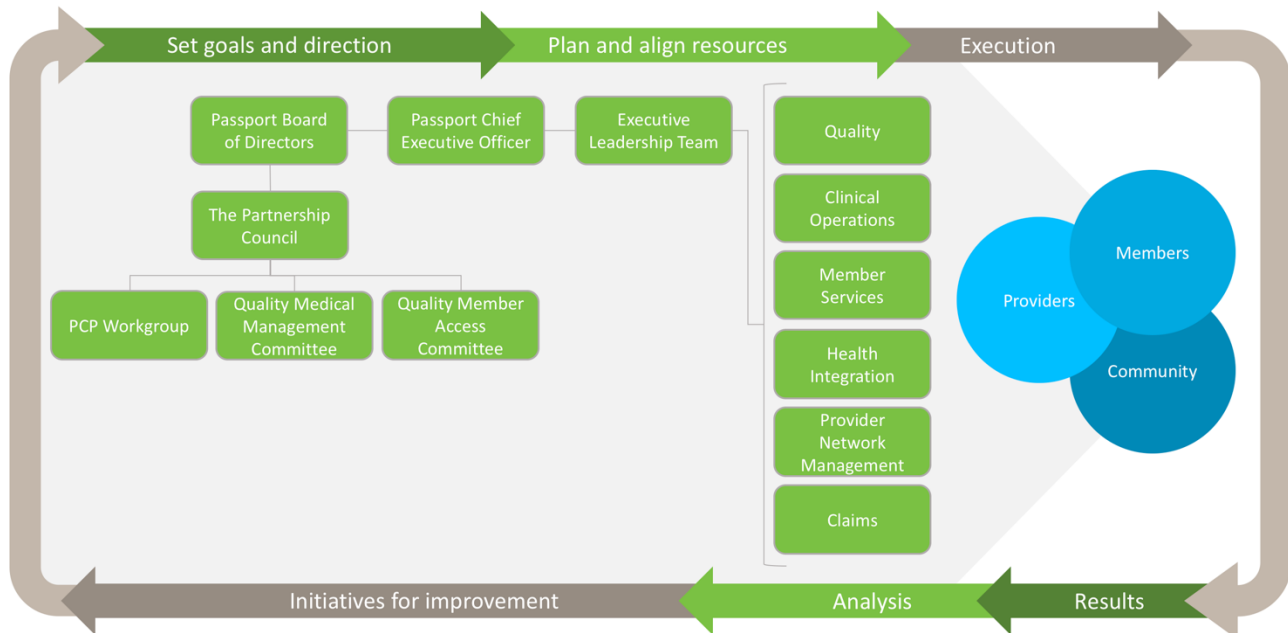 Set goals and direction
Plan and align resources
Execution
Passport Board
of Directors
Passport Chief
Executive Officer
Executive
Leadership Team
The Partnership
Council
PCP Workgroup
Quality Medical
Management
Committee
Quality Member
Access
Committee
Quality
Clinical
Operations
Member
Services
Health
Integration
Provider
Network
Management
Claims
Members
Providers
Community
Initiatives for improvement
Analysis
Results